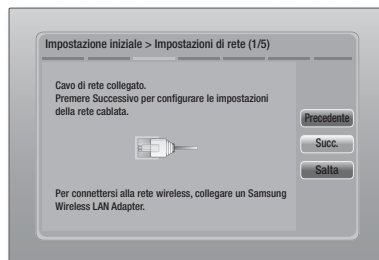 Impostazione iniziale > Impostazioni di rete (1/5)
Cavo di rete collegato.
Premere Successivo per configurare le impostazioni
della rete cablata.
Precedente
Succ.
Salta
Per connettersi alla rete wireless, collegare un Samsung
Wireless LAN Adapter.